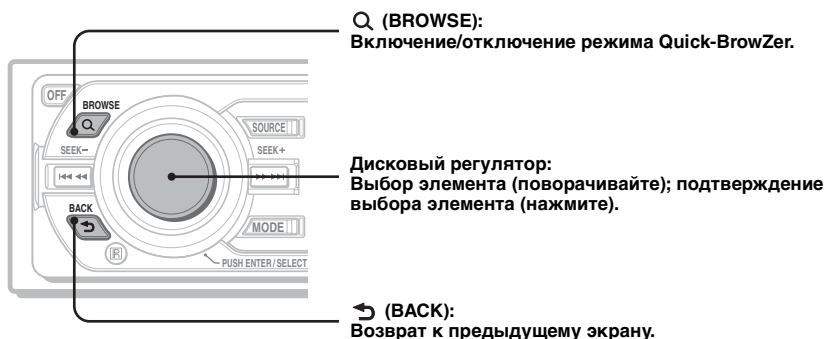 (BROWSE):
Включение/отключение режима Quick-BrowZer.
OFF
BROWSE
SOURCE
SEEK–
SEEK+
Дисковый регулятор:
Выбор элемента (поворачивайте); подтверждение
выбора элемента (нажмите).
BACK
MODE
R
PUSH ENTER / SELECT
(BACK):
Возврат к предыдущему экрану.